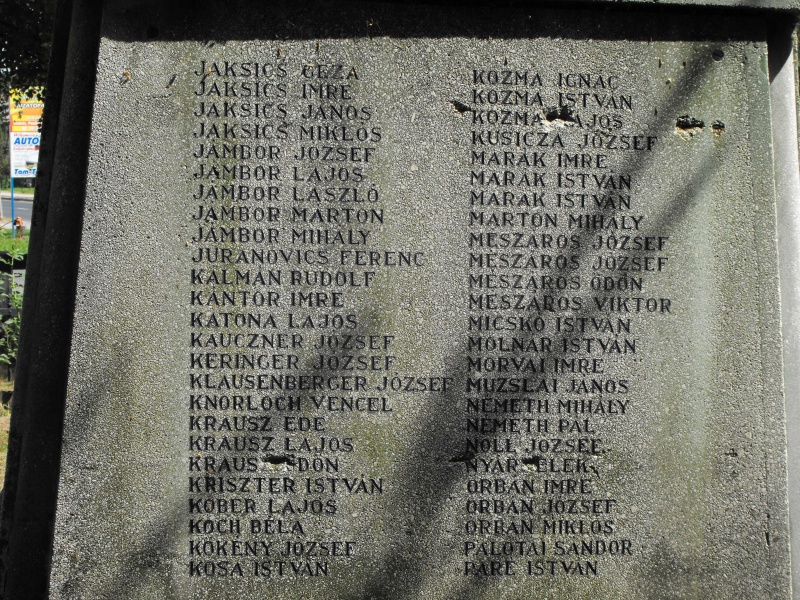 JAKSICS GÉZA
JAKSICS IMRE
JAKSICS JÁNOS
JAKSICS MIKLÓS
JÁMBOR JÓZSEF
JÁMBOR LAJOS
JÁMBOR LÁSZLÓ
JÁMBOR MÁRTON
JÁMBOR MIHÁLY
JURANOVICS FERENC
KÁLMÁN RUDOLF
KÁNTOR IMRE
KATONA LAJOS
KAUCZNER JÓZSEF
KERINGER JÓZSEF
KLAUSENBERGER JÓZSEF
KNORLOCH VENCEL
KRAUSZ EDE
KRAUSZ LAJOS
KRISZTER ISTVÁN
KÓBER LAJOS
KOCH BÉLA
KÖKÉNY JÓZSEF
KÓSA ISTVÁN
KOZMA IGNÁC
KOZMA ISTVÁN
KOZMA LAJOS
KUSICZA JÓZSEF
MARÁK IMRE
MARÁK ISTVÁN
MARÁK ISTVÁN
MÁRTON MIHÁLY
MÉSZÁROS JÓZSEF
MÉSZÁROS JÓZSEF
MÉSZÁROS ÖDÖN
MÉSZÁROS VIKTOR
MICSKÓ ISTVÁN
MOLNÁR ISTVÁN
MÓRVAI IMRE
MUZSLAI JÁNOS
NÉMETH MIHÁLY
NÉMETH PÁL
NOLL JÓZSEF
ORBÁN IMRE
ORBÁN JÓZSEF
ORBÁN MIKLÓS
PALOTAI SÁNDOR
PARÉ ISTVÁN
AUTÓ